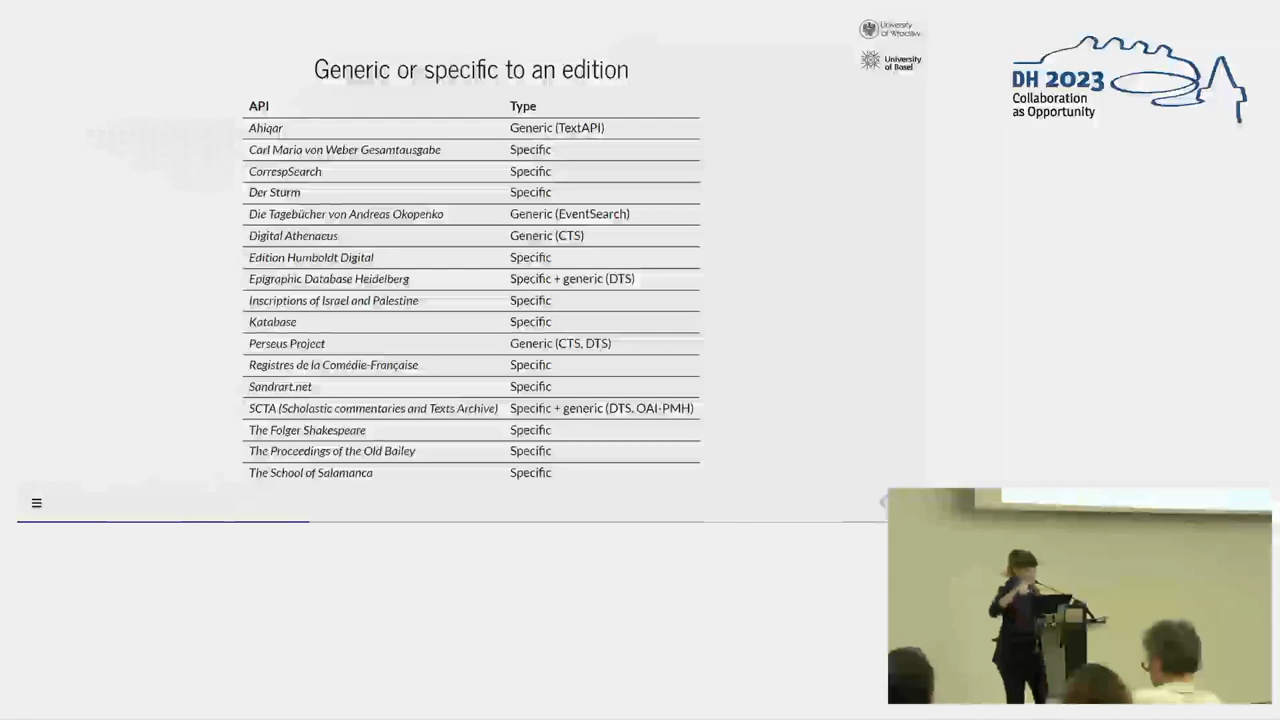 University
of Wrocław
University
of Basel
DH 2023
Collaboration
as Opportunity
Generic or specific to an edition
API Type
Ahiqar Generic (TextAPI)
Carl Maria von Weber Gesamtausgabe Specific
CorrespSearch Specific
Der Sturm Specific
Die Tagebücher von Andreas Okopenko Generic (EventSearch)
Digital Athenaeus Generic (CTS)
Edition Humboldt Digital Specific
Epigraphic Database Heidelberg Specific + generic (DTS)
Inscriptions of Israel and Palestine Specific
Katabase Specific
Perseus Project Generic (CTS, DTS)
Registres de la Comédie-Française Specific
Sandrart.net Specific
SCTA (Scholastic commentaries and Texts Archive) Specific + generic (DTS, OAI-PMH)
The Folger Shakespeare Specific
The Proceedings of the Old Bailey Specific
The School of Salamanca Specific